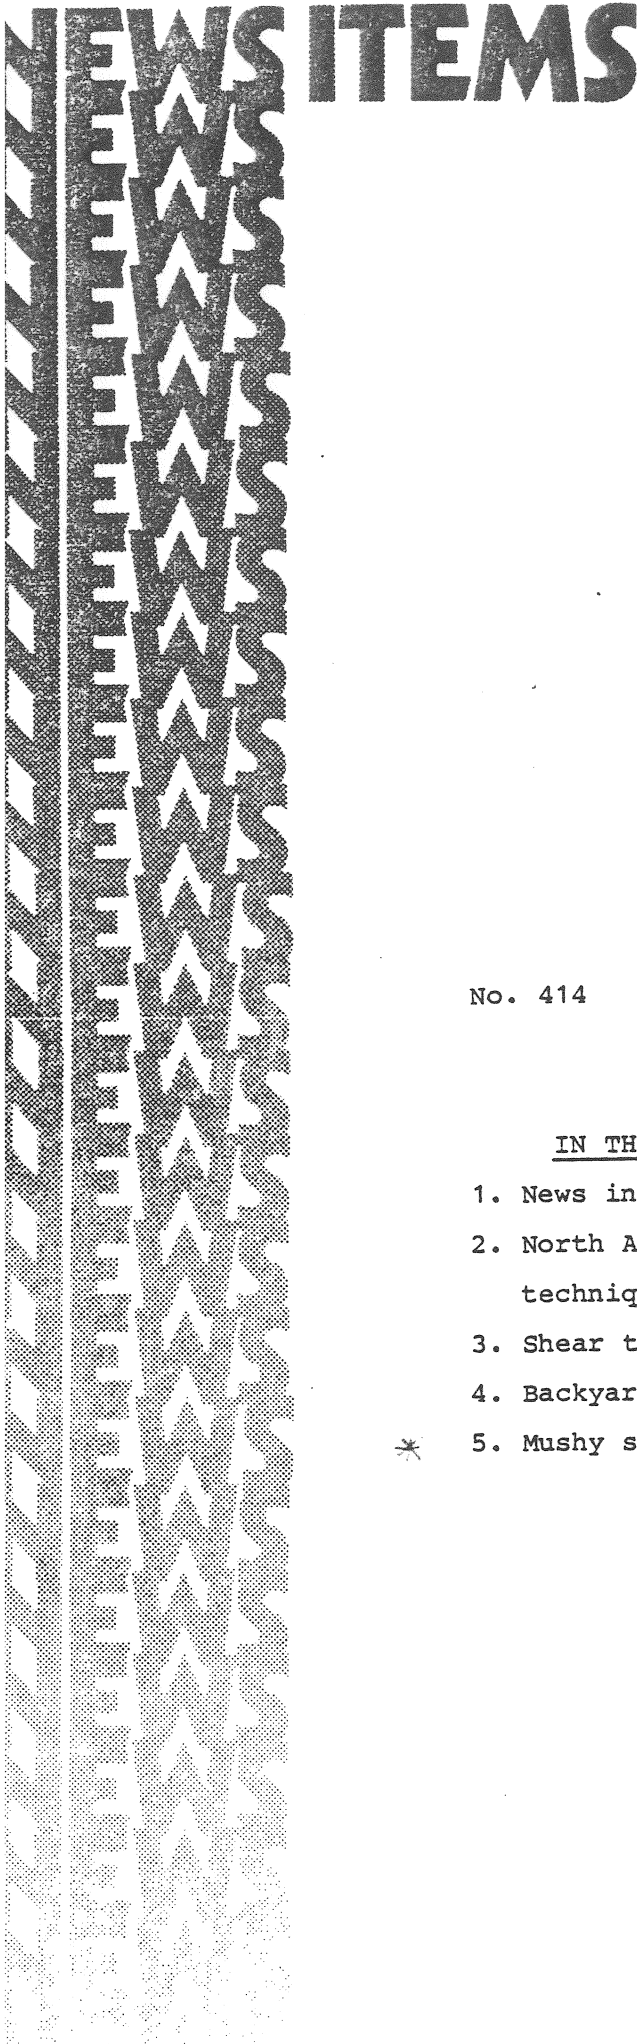 NEWS ITEMS
No. 414
IN TH
1. News in
2. North A
techniq
3. Shear t
4. Backyar
* 5. Mushy s